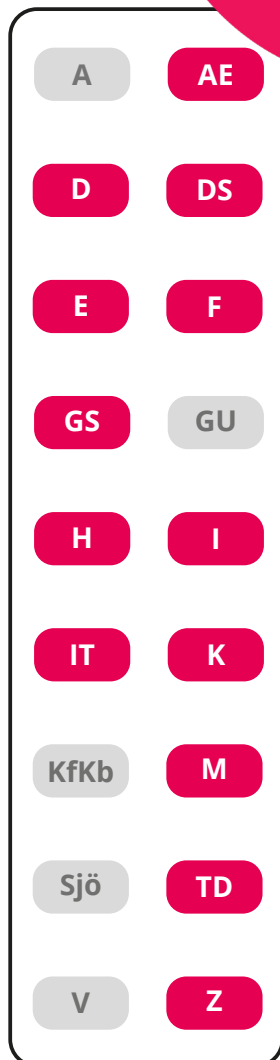 A AE
D DS
E F
GS GU
H I
IT K
KfKb M
Sjö TD
V Z